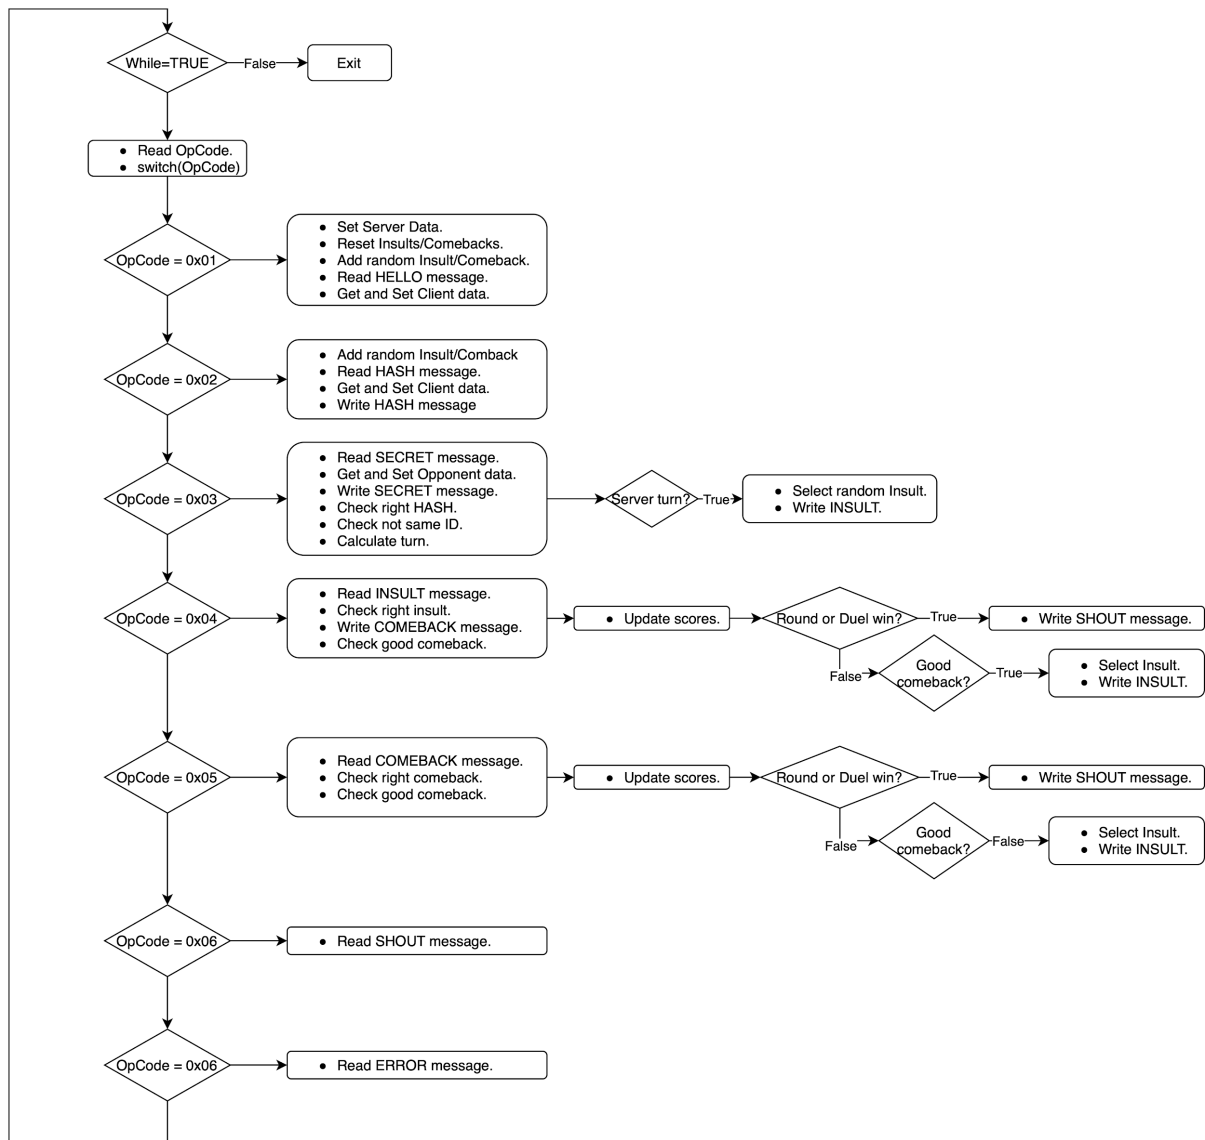 While=TRUE
False
Exit
● Read OpCode.
● switch(OpCode)
OpCode = 0x01
● Set Server Data.
● Reset Insults/Comebacks.
● Add random Insult/Comeback.
● Read HELLO message.
● Get and Set Client data.
OpCode = 0x02
● Add random Insult/Comback
● Read HASH message.
● Get and Set Client data.
● Write HASH message
OpCode = 0x03
● Read SECRET message.
● Get and Set Opponent data.
● Write SECRET message.
● Check right HASH.
● Check not same ID.
● Calculate turn.
Server turn?
True
● Select random Insult.
● Write INSULT.
OpCode = 0x04
● Read INSULT message.
● Check right insult.
● Write COMEBACK message.
● Check good comeback.
● Update scores.
Round or Duel win?
True
● Write SHOUT message.
False
Good
comeback?
True
● Select Insult.
● Write INSULT.
OpCode = 0x05
● Read COMEBACK message.
● Check right comeback.
● Check good comeback.
● Update scores.
Round or Duel win?
True
● Write SHOUT message.
False
Good
comeback?
False
● Select Insult.
● Write INSULT.
OpCode = 0x06
● Read SHOUT message.
OpCode = 0x06
● Read ERROR message.